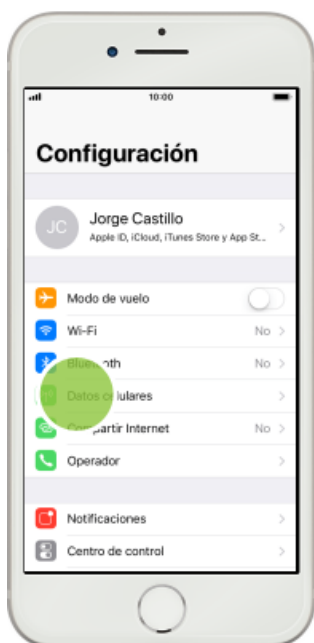 10:00
Configuración
JC
Jorge Castillo
Apple ID, iCloud, iTunes Store y App St...
Modo de vuelo
Wi-Fi No
Bluetooth No
Datos celulares
Compartir Internet No
Operador
Notificaciones
Centro de control